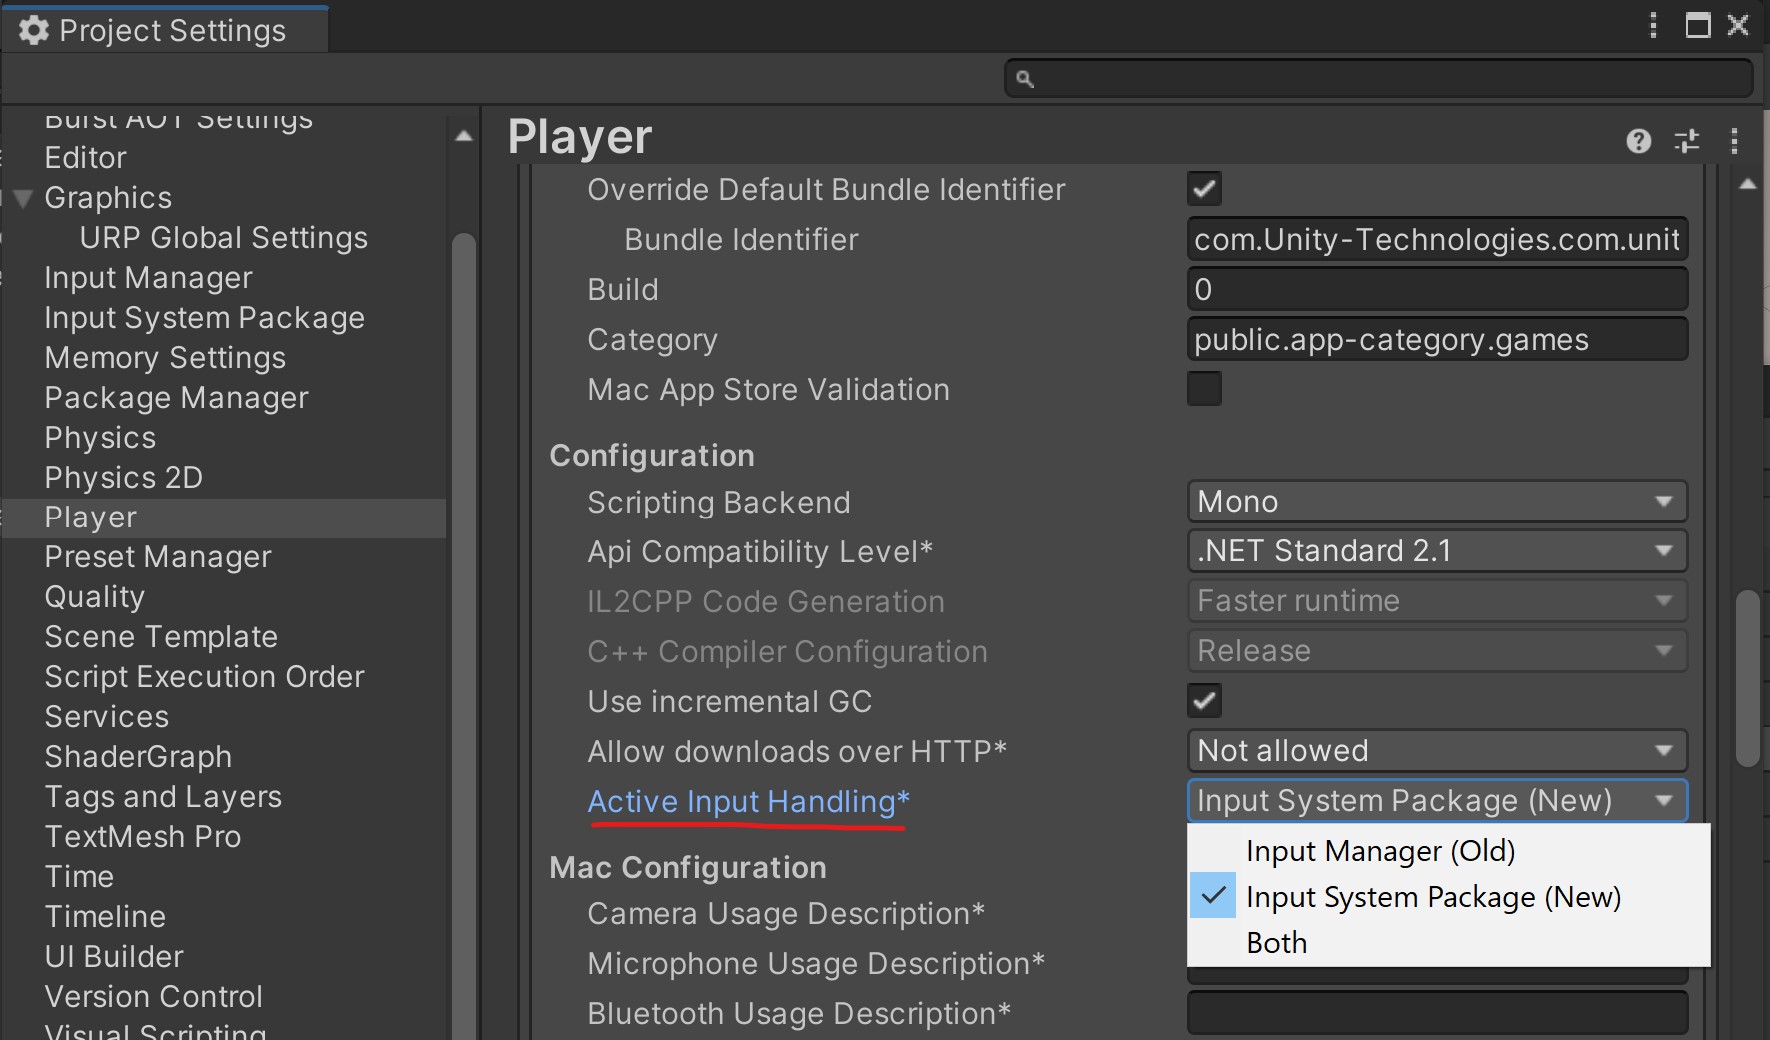 Project Settings
Burst AOT Settings
Editor
Graphics
URP Global Settings
Input Manager
Input System Package
Memory Settings
Package Manager
Physics
Physics 2D
Player
Preset Manager
Quality
Scene Template
Script Execution Order
Services
ShaderGraph
Tags and Layers
TextMesh Pro
Time
Timeline
UI Builder
Version Control
Visual Scripting
Player
Override Default Bundle Identifier
Bundle Identifier com.Unity-Technologies.com.unit
Build 0
Category public.app-category.games
Mac App Store Validation
Configuration
Scripting Backend Mono
Api Compatibility Level* .NET Standard 2.1
IL2CPP Code Generation Faster runtime
C++ Compiler Configuration Release
Use incremental GC
Allow downloads over HTTP* Not allowed
Active Input Handling* Input System Package (New)
Input Manager (Old)
Input System Package (New)
Both
Mac Configuration
Camera Usage Description*
Microphone Usage Description*
Bluetooth Usage Description*